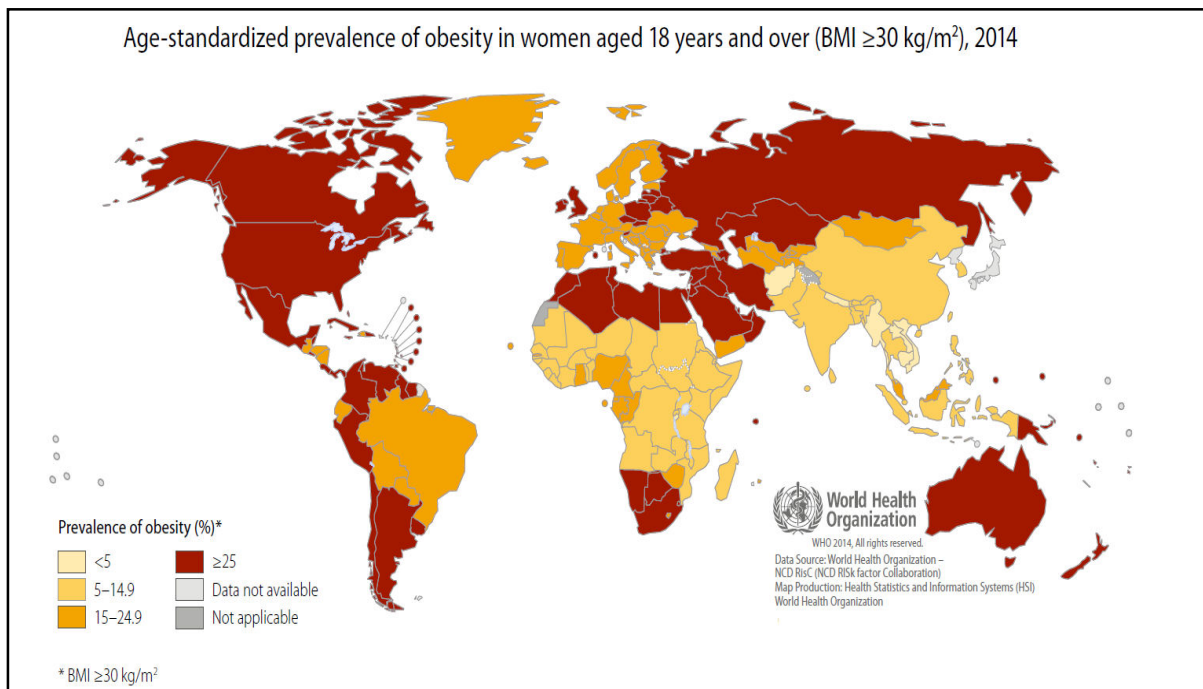 Age-standardized prevalence of obesity in women aged 18 years and over (BMI ≥30 kg/m²), 2014
Prevalence of obesity (%)*
<5
5–14.9
15–24.9
≥25
Data not available
Not applicable
* BMI ≥30 kg/m²
World Health
Organization
WHO 2014, All rights reserved.
Data Source: World Health Organization –
NCD RisC (NCD RISk factor Collaboration)
Map Production: Health Statistics and Information Systems (HSI)
World Health Organization